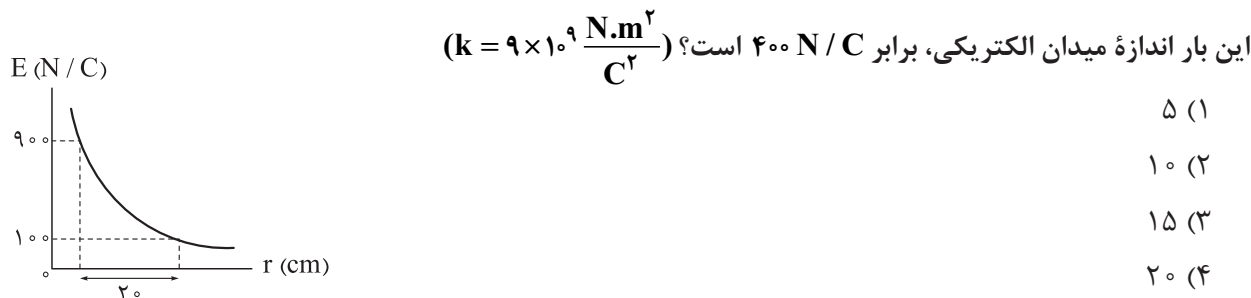 این بار اندازهٔ میدان الکتریکی، برابر ۴۰۰ N / C است؟ (k = ۹×۱۰^۹ N.m^۲ / C^۲)
۱) ۵
۲) ۱۰
۳) ۱۵
۴) ۲۰
E (N / C)
۹۰۰
۱۰۰
۰
r (cm)
۲۰